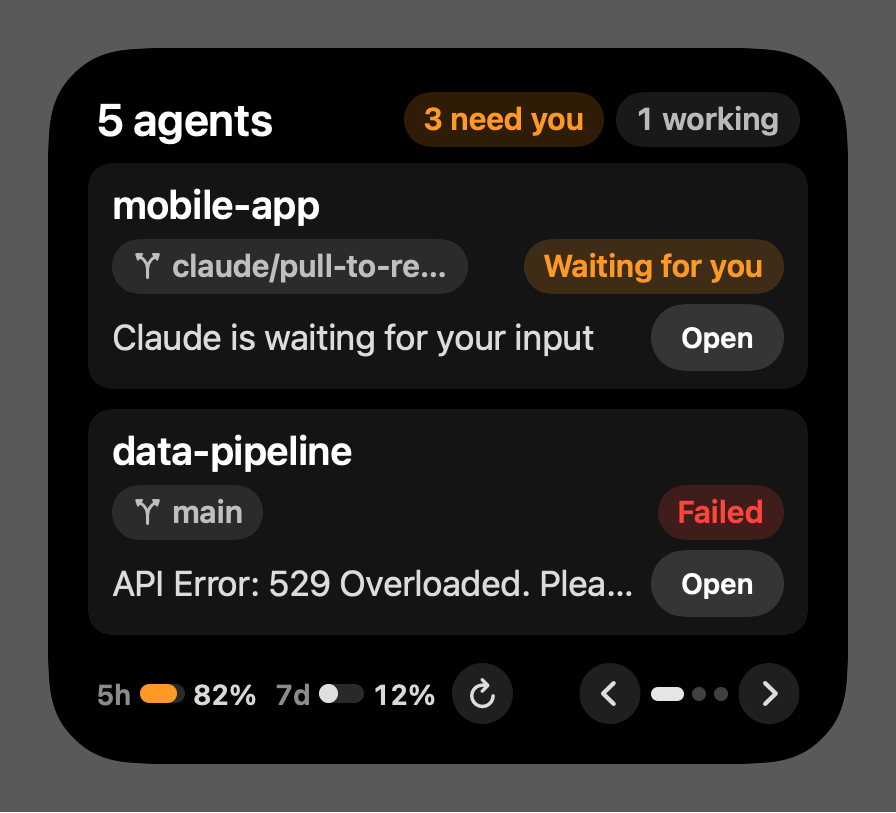 5 agents 3 need you 1 working
mobile-app
claude/pull-to-re... Waiting for you
Claude is waiting for your input Open
data-pipeline
main Failed
API Error: 529 Overloaded. Plea... Open
5h 82% 7d 12%